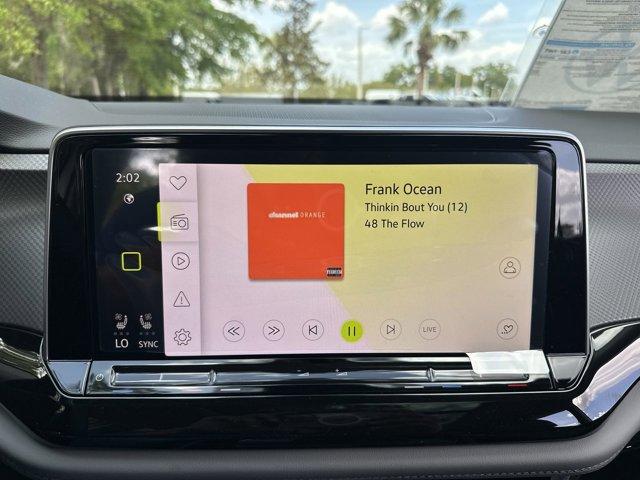 2:02
channel ORANGE
Frank Ocean
Thinkin Bout You (12)
48 The Flow
LIVE
LO SYNC